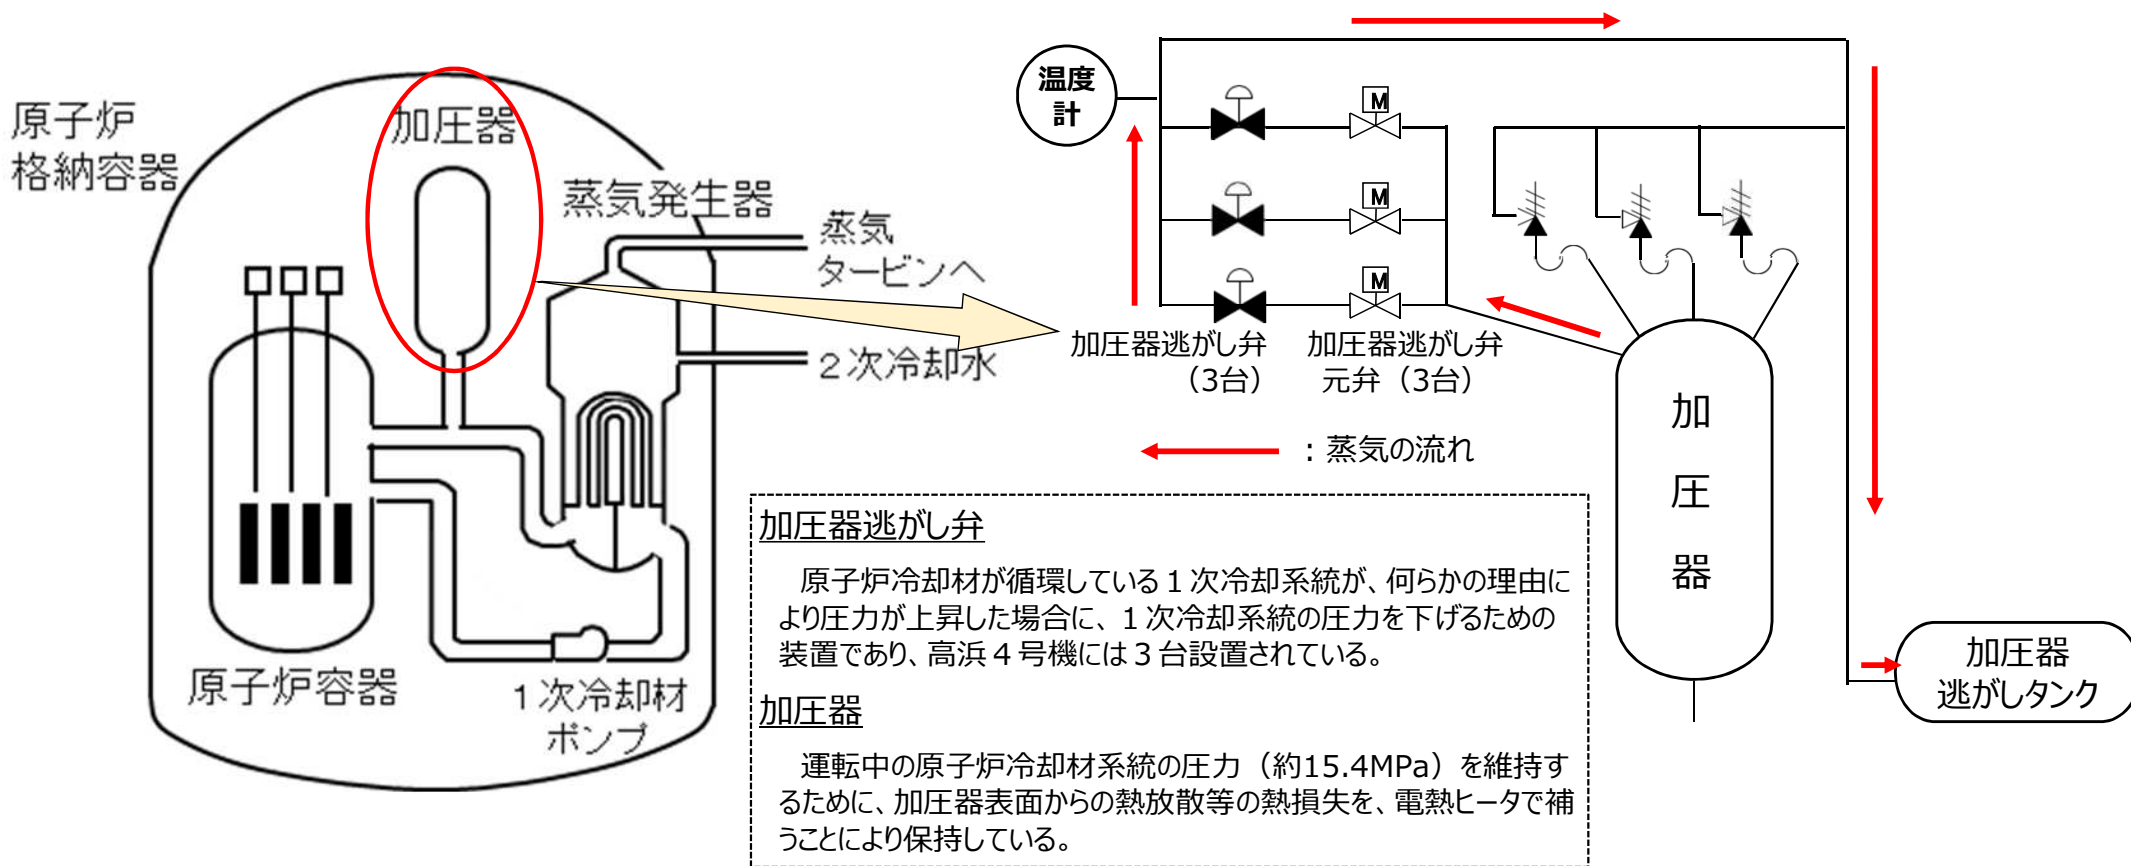 原子炉
格納容器
加圧器
蒸気発生器
蒸気
タービンへ
2次冷却水
原子炉容器
1次冷却材
ポンプ
温度
計
M
M
M
加圧器逃がし弁
（3台）
加圧器逃がし弁
元弁（3台）
：蒸気の流れ
加
圧
器
加圧器
逃がしタンク
加圧器逃がし弁
原子炉冷却材が循環している１次冷却系統が、何らかの理由に
より圧力が上昇した場合に、１次冷却系統の圧力を下げるための
装置であり、高浜４号機には３台設置されている。
加圧器
運転中の原子炉冷却材系統の圧力（約15.4MPa）を維持す
るために、加圧器表面からの熱放散等の熱損失を、電熱ヒータで補
うことにより保持している。